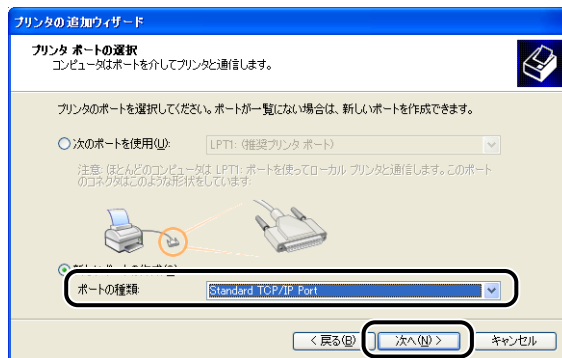 プリンタの追加ウィザード
プリンタ ポートの選択
コンピュータはポートを介してプリンタと通信します。
プリンタのポートを選択してください。ポートが一覧にない場合は、新しいポートを作成できます。
次のポートを使用(U):
LPT1: (推奨プリンタ ポート)
注意: ほとんどのコンピュータは LPT1: ポートを使ってローカル プリンタと通信します。このポート
のコネクタはこのような形状をしています:
ポートの種類:
Standard TCP/IP Port
< 戻る(B)
次へ(N) >
キャンセル